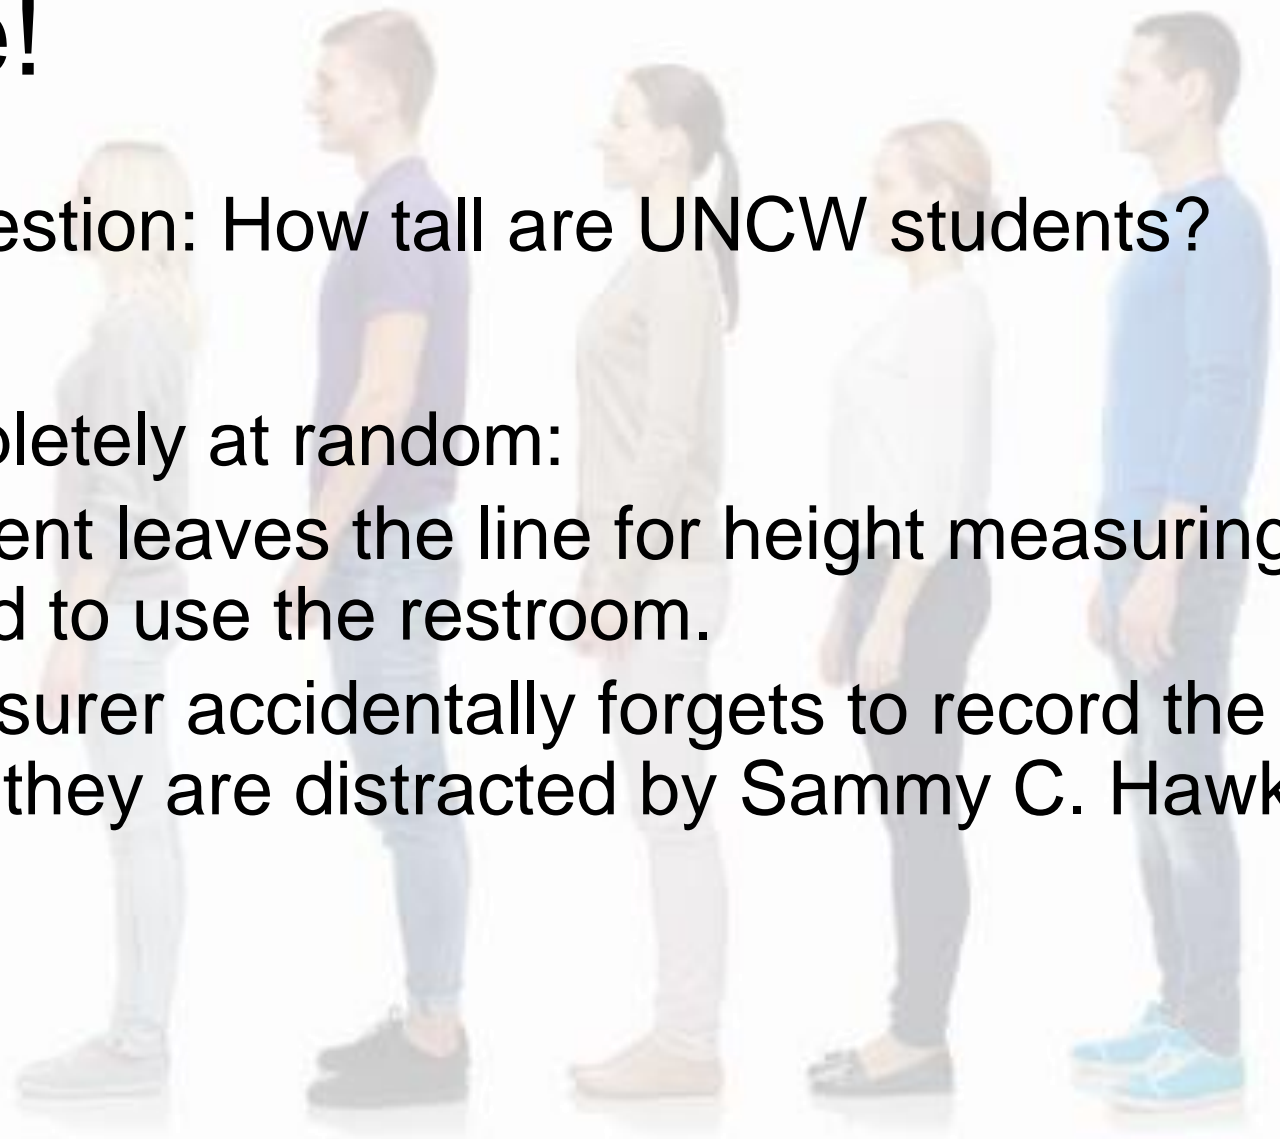 e!
estion: How tall are UNCW students?
pletely at random:
ent leaves the line for height measuring
d to use the restroom.
surer accidentally forgets to record the
they are distracted by Sammy C. Hawk